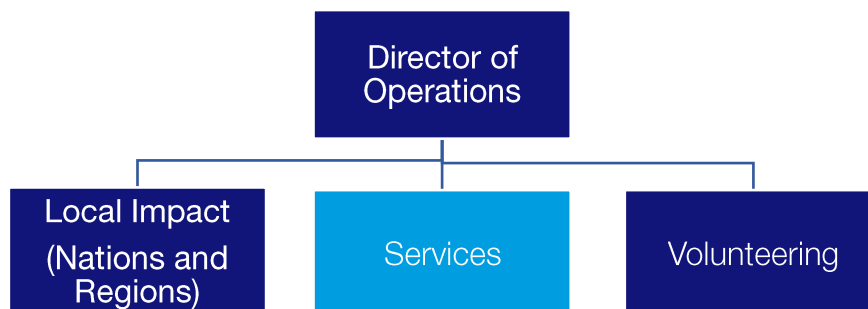 Director of
Operations
Local Impact
(Nations and
Regions)
Services
Volunteering